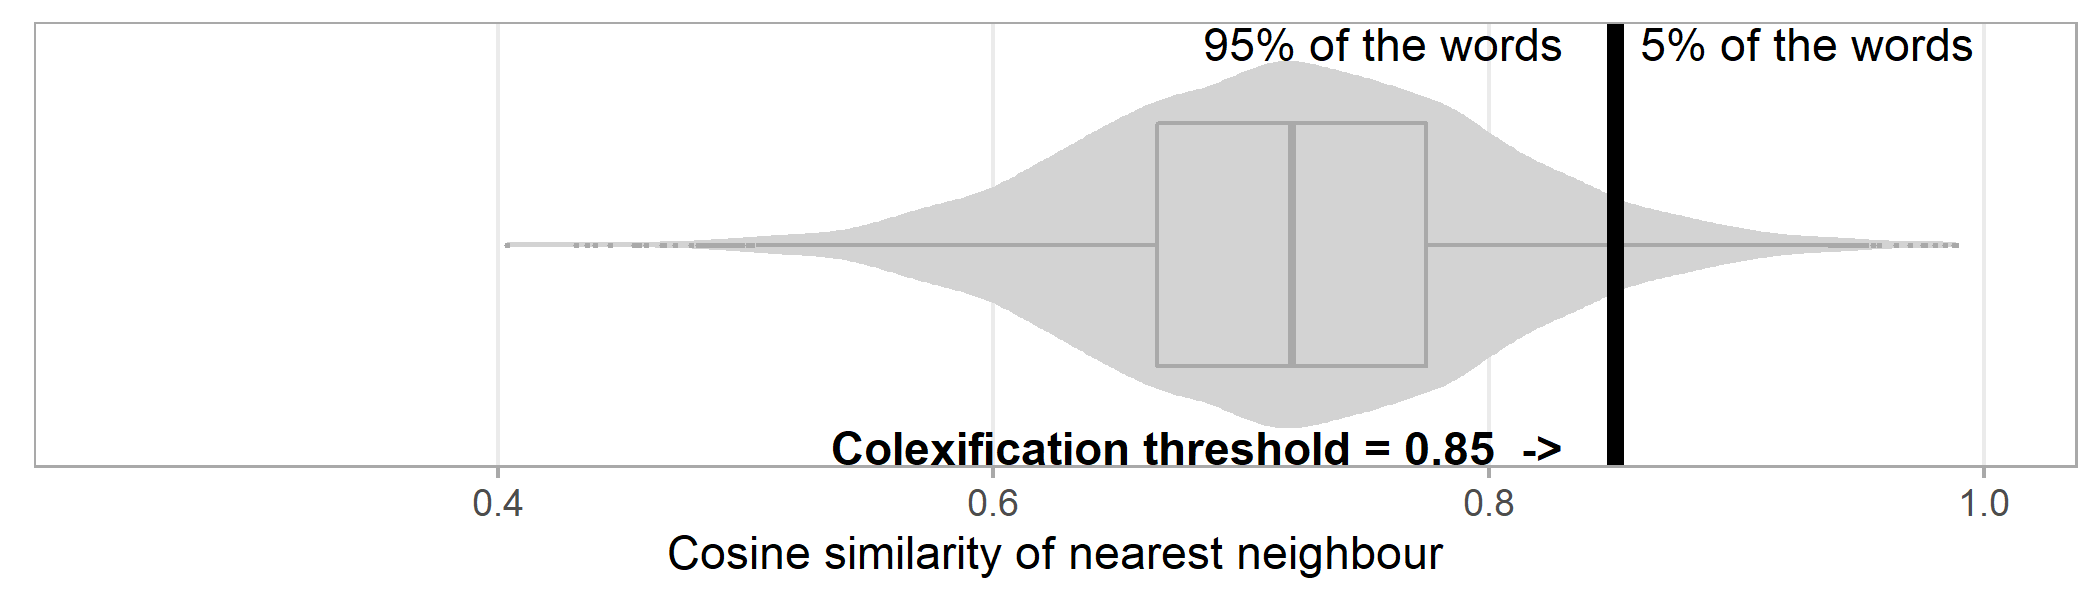 95% of the words 5% of the words
Colexification threshold = 0.85 ->
0.4 0.6 0.8 1.0
Cosine similarity of nearest neighbour